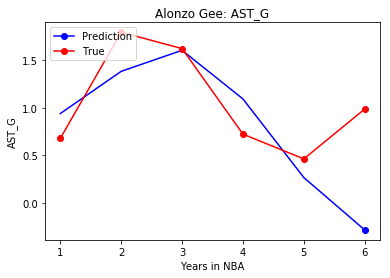 Alonzo Gee: AST_G
Prediction
True
1.5
1.0
0.5
0.0
AST_G
1 2 3 4 5 6
Years in NBA